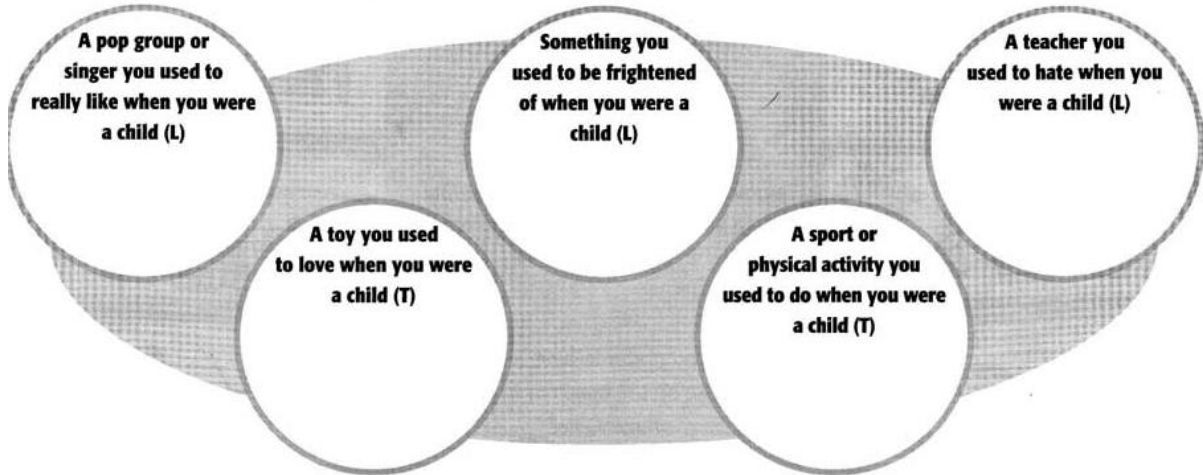 A pop group or
singer you used to
really like when you were
a child (L)
Something you
used to be frightened
of when you were a
child (L)
A teacher you
used to hate when you
were a child (L)
A toy you used
to love when you were
a child (T)
A sport or
physical activity you
used to do when you were
a child (T)